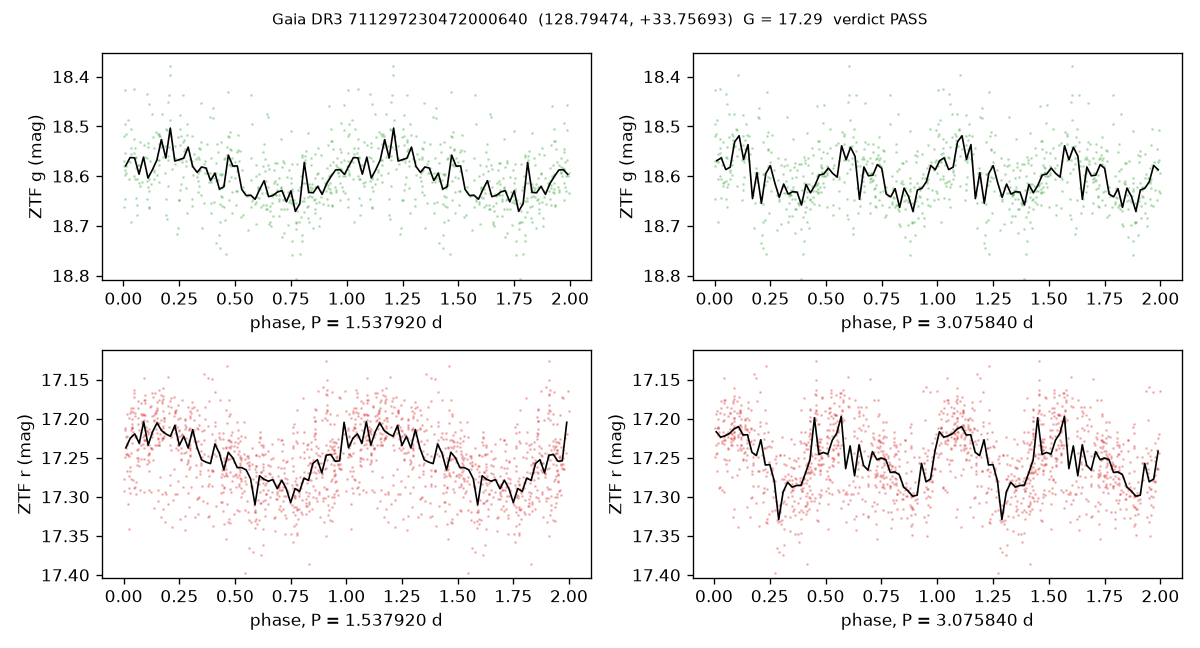 Gaia DR3 711297230472000640 (128.79474, +33.75693) G = 17.29 verdict PASS
ZTF g (mag)
18.4
18.5
18.6
18.7
18.8
0.00 0.25 0.50 0.75 1.00 1.25 1.50 1.75 2.00
phase, P = 1.537920 d
ZTF g (mag)
18.4
18.5
18.6
18.7
18.8
0.00 0.25 0.50 0.75 1.00 1.25 1.50 1.75 2.00
phase, P = 3.075840 d
ZTF r (mag)
17.15
17.20
17.25
17.30
17.35
17.40
0.00 0.25 0.50 0.75 1.00 1.25 1.50 1.75 2.00
phase, P = 1.537920 d
ZTF r (mag)
17.15
17.20
17.25
17.30
17.35
17.40
0.00 0.25 0.50 0.75 1.00 1.25 1.50 1.75 2.00
phase, P = 3.075840 d